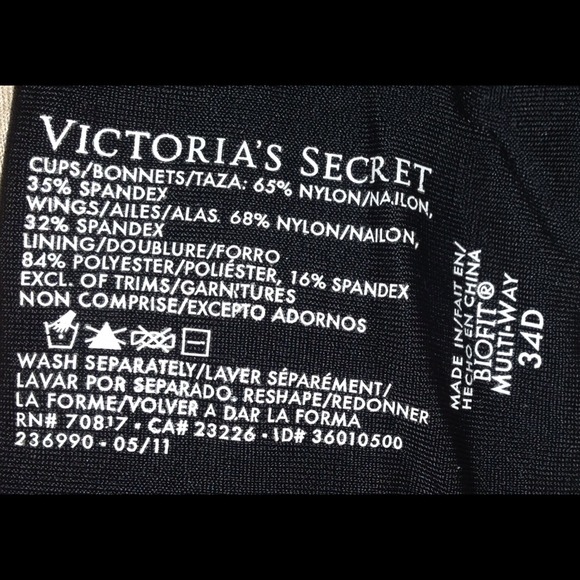 VICTORIA'S SECRET
CUPS/BONNETS/TAZA: 65% NYLON/NAILON,
35% SPANDEX
WINGS/AILES/ALAS. 68% NYLON/NAILON,
32% SPANDEX
LINING/DOUBLURE/FORRO
84% POLYESTER/POLIÉSTER, 16% SPANDEX
EXCL. OF TRIMS/GARNITURES
NON COMPRISE/EXCEPTO ADORNOS
WASH SEPARATELY/LAVER SÉPARÉMENT/
LAVAR POR SEPARADO. RESHAPE/REDONNER
LA FORME/VOLVER A DAR LA FORMA
RN# 70817 • CA# 23226 • ID# 36010500
236990 - 05/11
MADE IN/FAIT EN/
HECHO EN CHINA
BIOFIT®
MULTI-WAY
34D